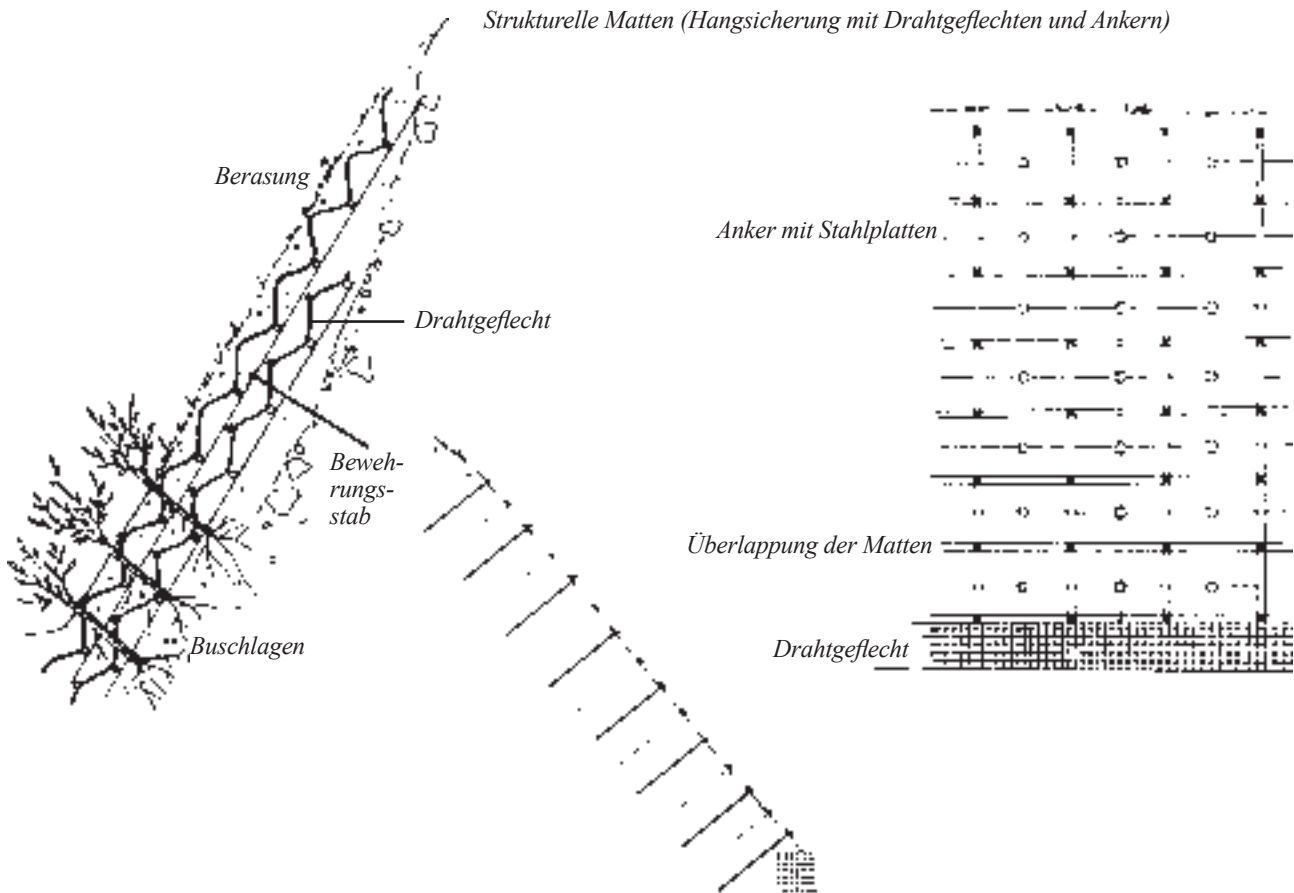 Strukturelle Matten (Hangsicherung mit Drahtgeflechten und Ankern)
Berasung
Anker mit Stahlplatten
Drahtgeflecht
Beweh-
rungs-
stab
Überlappung der Matten
Buschlagen
Drahtgeflecht